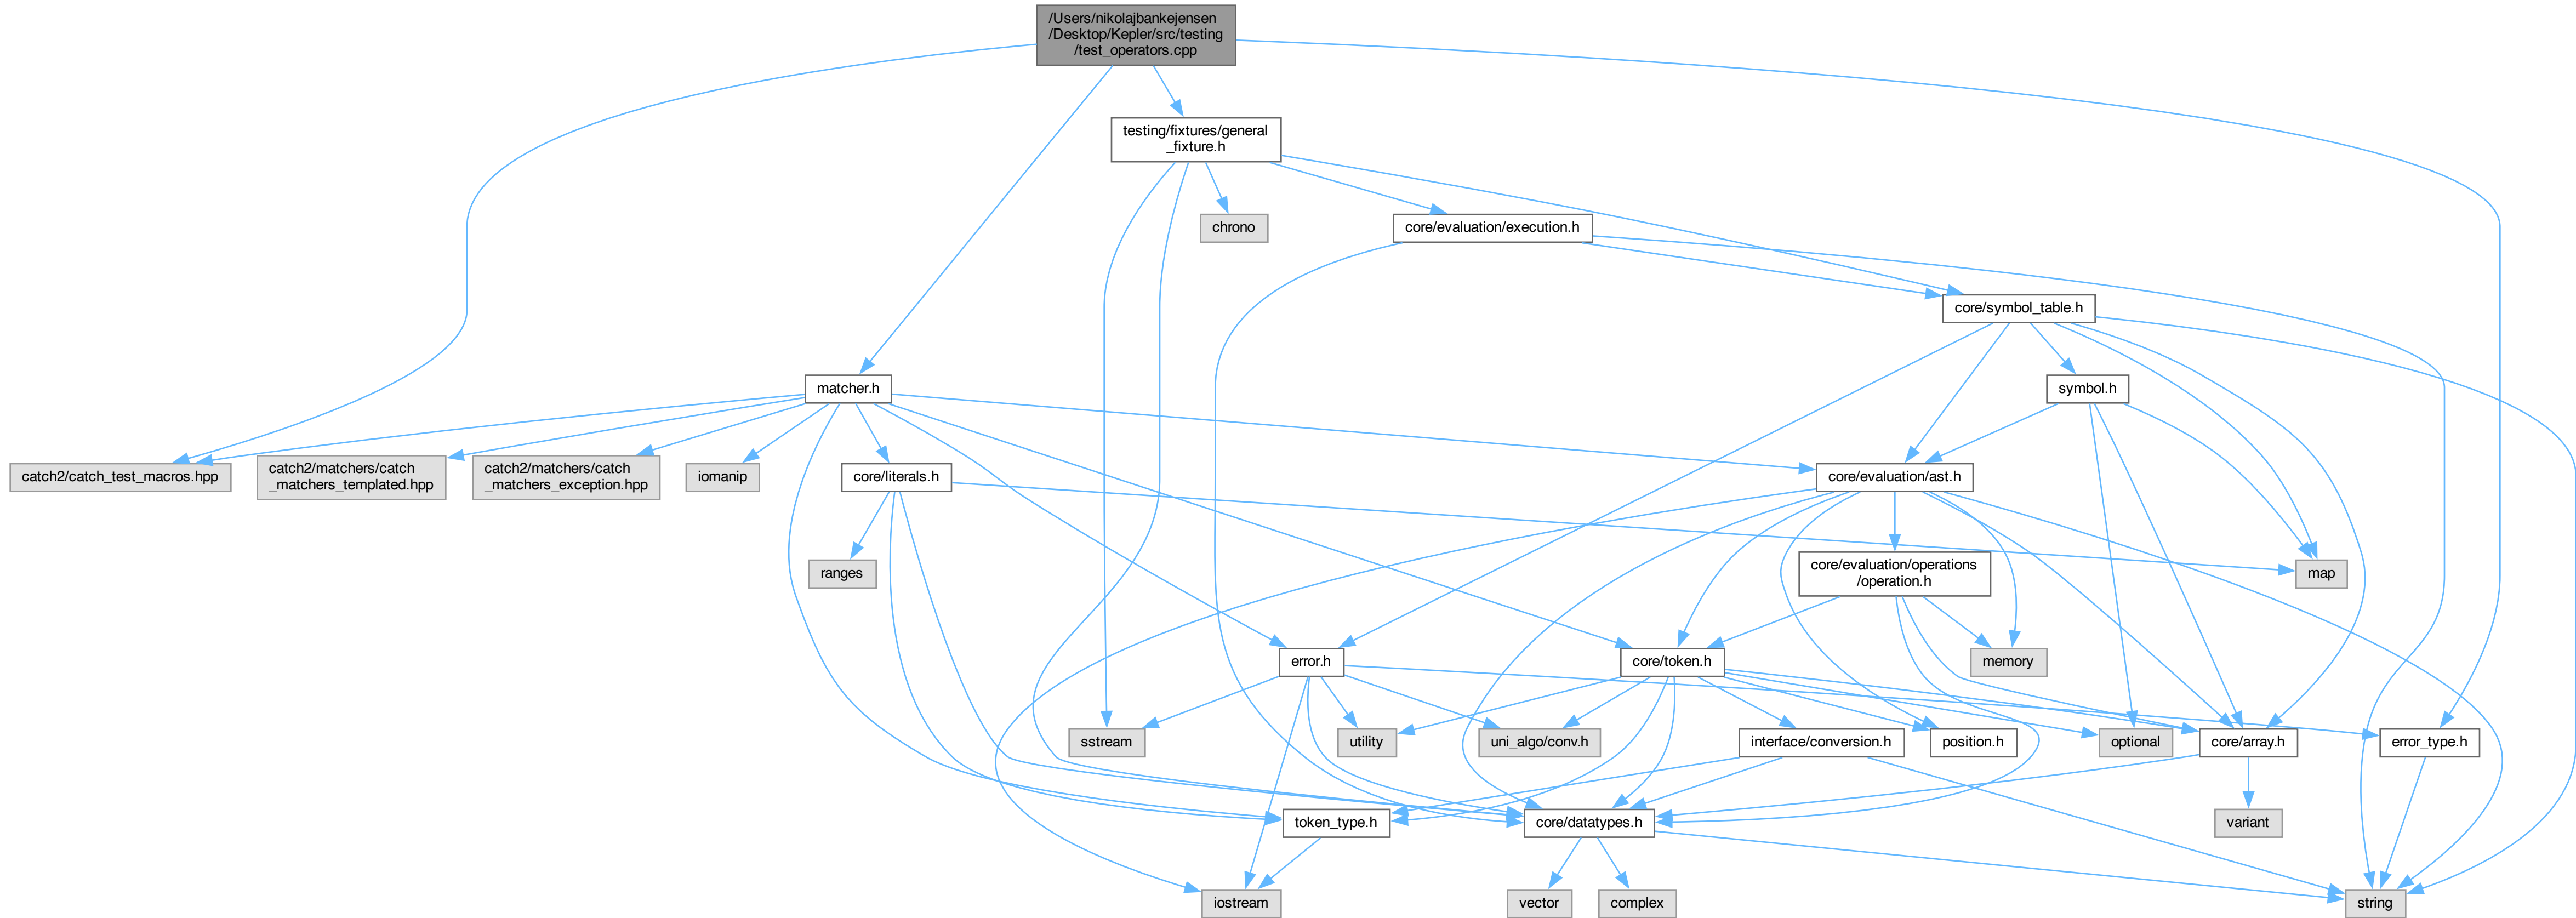 /Users/nikolajbankejensen
/Desktop/Kepler/src/testing
/test_operators.cpp
testing/fixtures/general
_fixture.h
chrono
core/evaluation/execution.h
core/symbol_table.h
matcher.h
symbol.h
catch2/catch_test_macros.hpp
catch2/matchers/catch
_matchers_templated.hpp
catch2/matchers/catch
_matchers_exception.hpp
iomanip
core/literals.h
core/evaluation/ast.h
ranges
core/evaluation/operations
/operation.h
map
error.h
core/token.h
memory
sstream
utility
uni_algo/conv.h
interface/conversion.h
position.h
optional
core/array.h
error_type.h
token_type.h
core/datatypes.h
variant
iostream
vector
complex
string